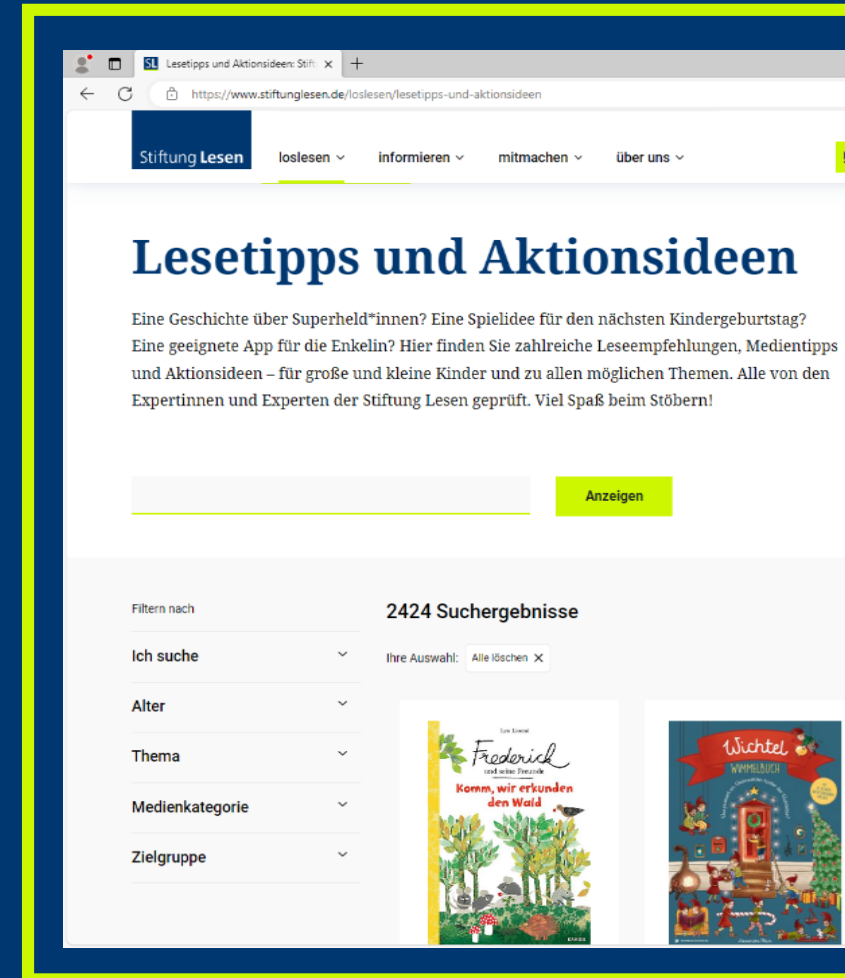 Lesetipps und Aktionsideen: Stift
https://www.stiftunglesen.de/loslesen/lesetipps-und-aktionsideen
Stiftung Lesen
loslesen
informieren
mitmachen
über uns
Lesetipps und Aktionsideen
Eine Geschichte über Superheld*innen? Eine Spielidee für den nächsten Kindergeburtstag?
Eine geeignete App für die Enkelin? Hier finden Sie zahlreiche Leseempfehlungen, Medientipps
und Aktionsideen – für große und kleine Kinder und zu allen möglichen Themen. Alle von den
Expertinnen und Experten der Stiftung Lesen geprüft. Viel Spaß beim Stöbern!
Anzeigen
Filtern nach
Ich suche
Alter
Thema
Medienkategorie
Zielgruppe
2424 Suchergebnisse
Ihre Auswahl: Alle löschen
Leo Lionni
Frederick
und seine Freunde
Komm, wir erkunden
den Wald
Wichtel
WIMMELBUCH